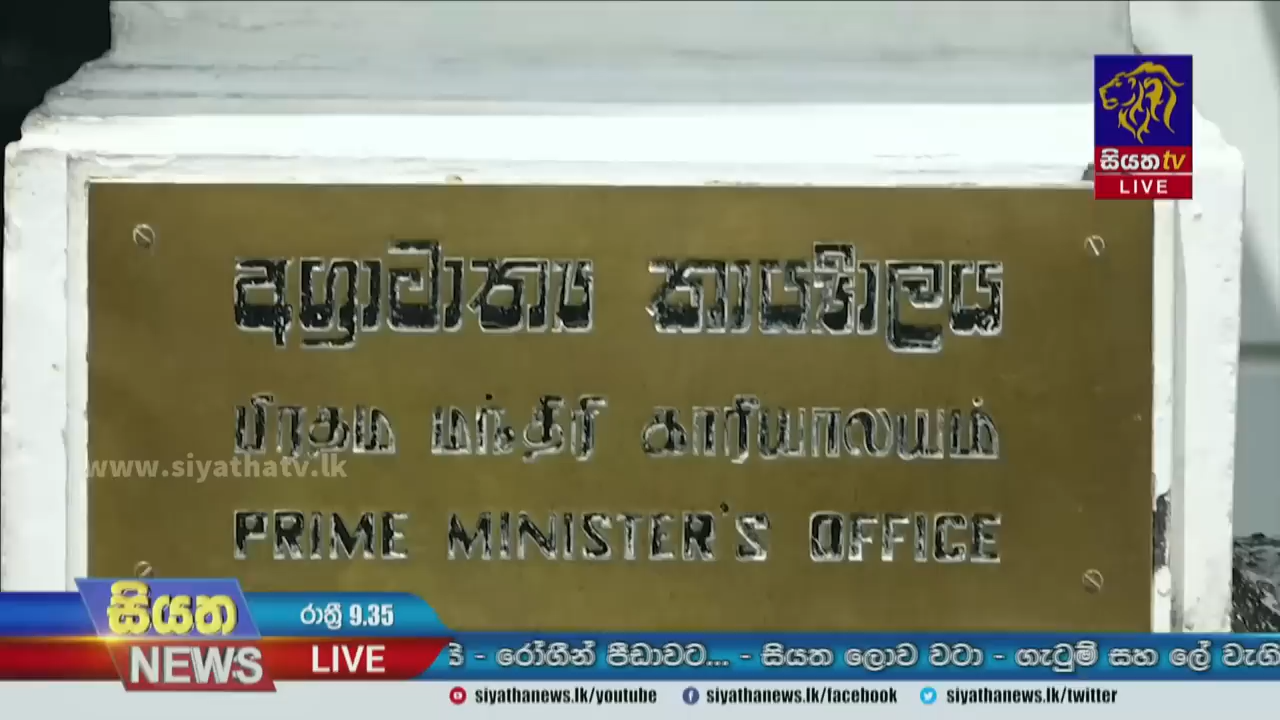 සියත tv
LIVE
අග්‍රාමාත්‍ය කාර්යාලය
பிரதம மந்திரி காரியாலயம்
www.siyathatv.lk
PRIME MINISTER'S OFFICE
සියත
NEWS
රාත්‍රී 9.35
LIVE
- රෝගීන් පීඩාවට... - සියත ලොව වටා - ගැටුම් සහ ලේ
siyathanews.lk/youtube
siyathanews.lk/facebook
siyathanews.lk/twitter